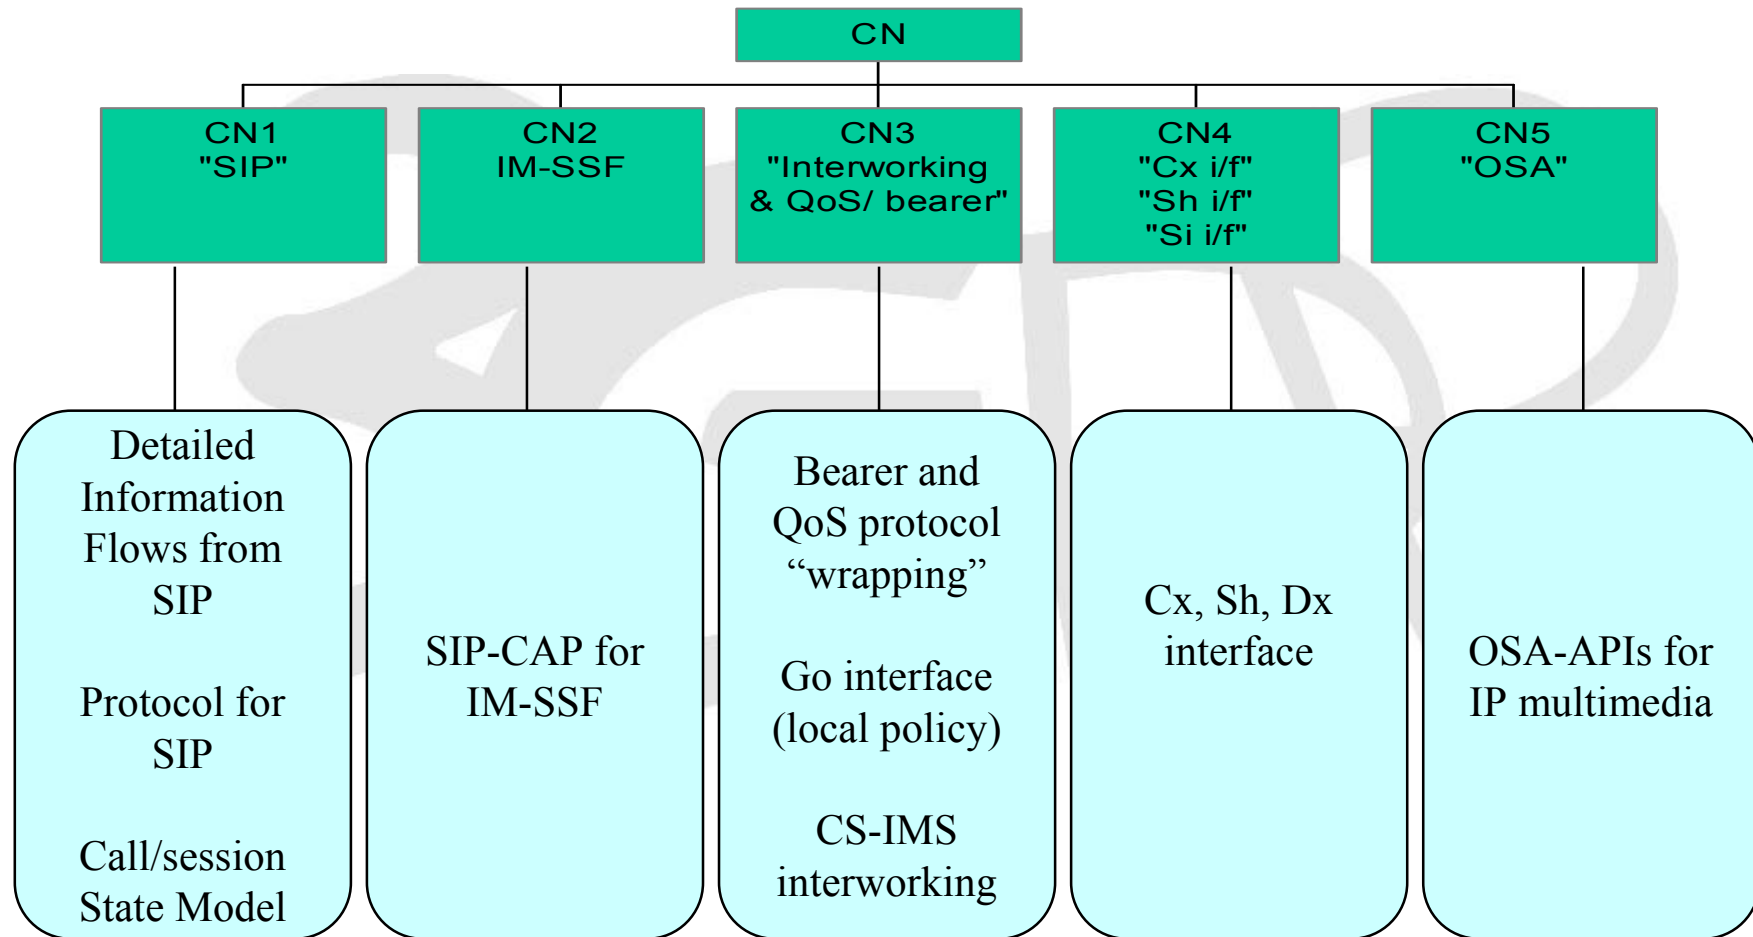 CN
CN1
"SIP"
CN2
IM-SSF
CN3
"Interworking
& QoS/ bearer"
CN4
"Cx i/f"
"Sh i/f"
"Si i/f"
CN5
"OSA"
Detailed
Information
Flows from
SIP
Protocol for
SIP
Call/session
State Model
SIP-CAP for
IM-SSF
Bearer and
QoS protocol
“wrapping”
Go interface
(local policy)
CS-IMS
interworking
Cx, Sh, Dx
interface
OSA-APIs for
IP multimedia